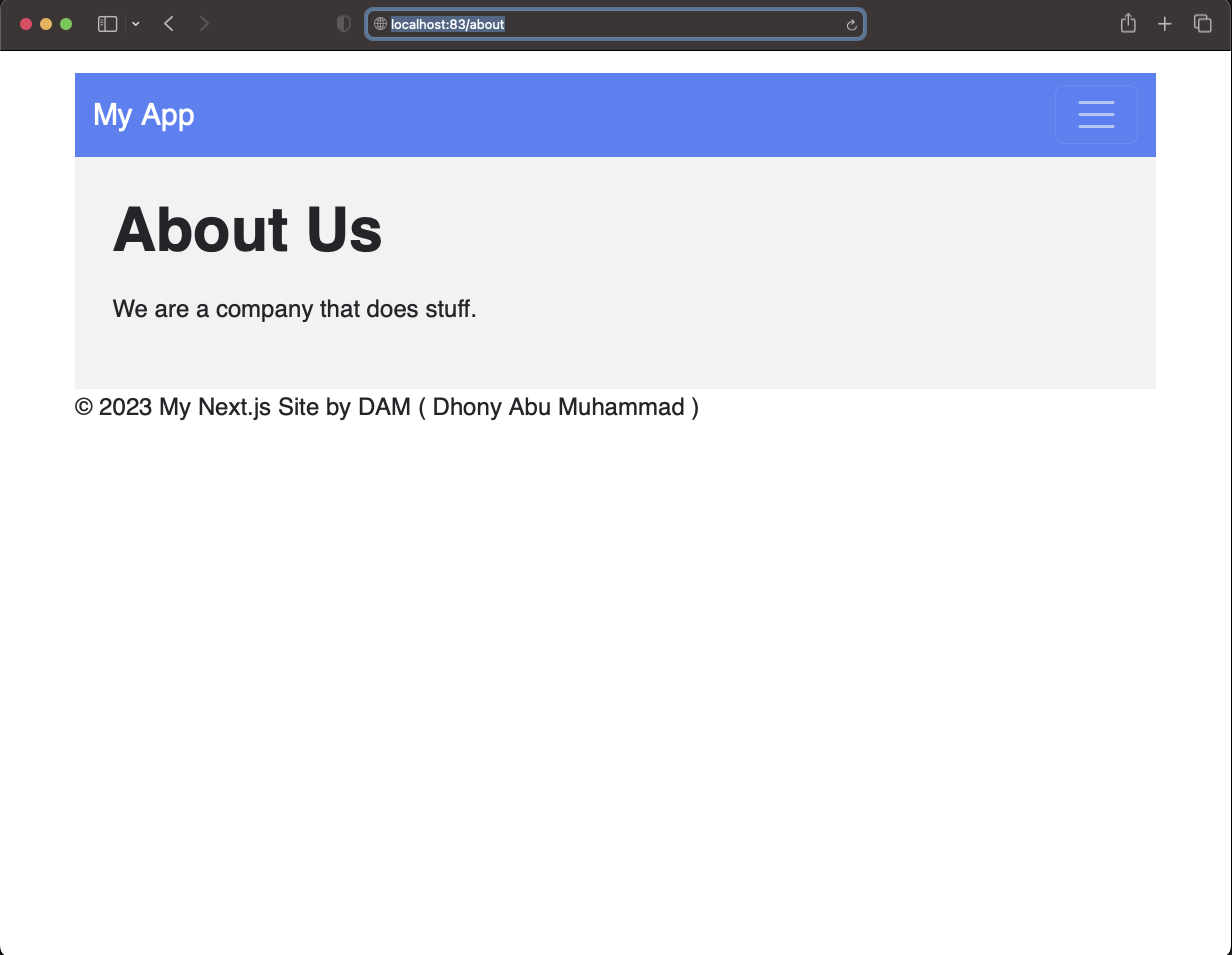 localhost:83/about
My App
About Us
We are a company that does stuff.
© 2023 My Next.js Site by DAM ( Dhony Abu Muhammad )